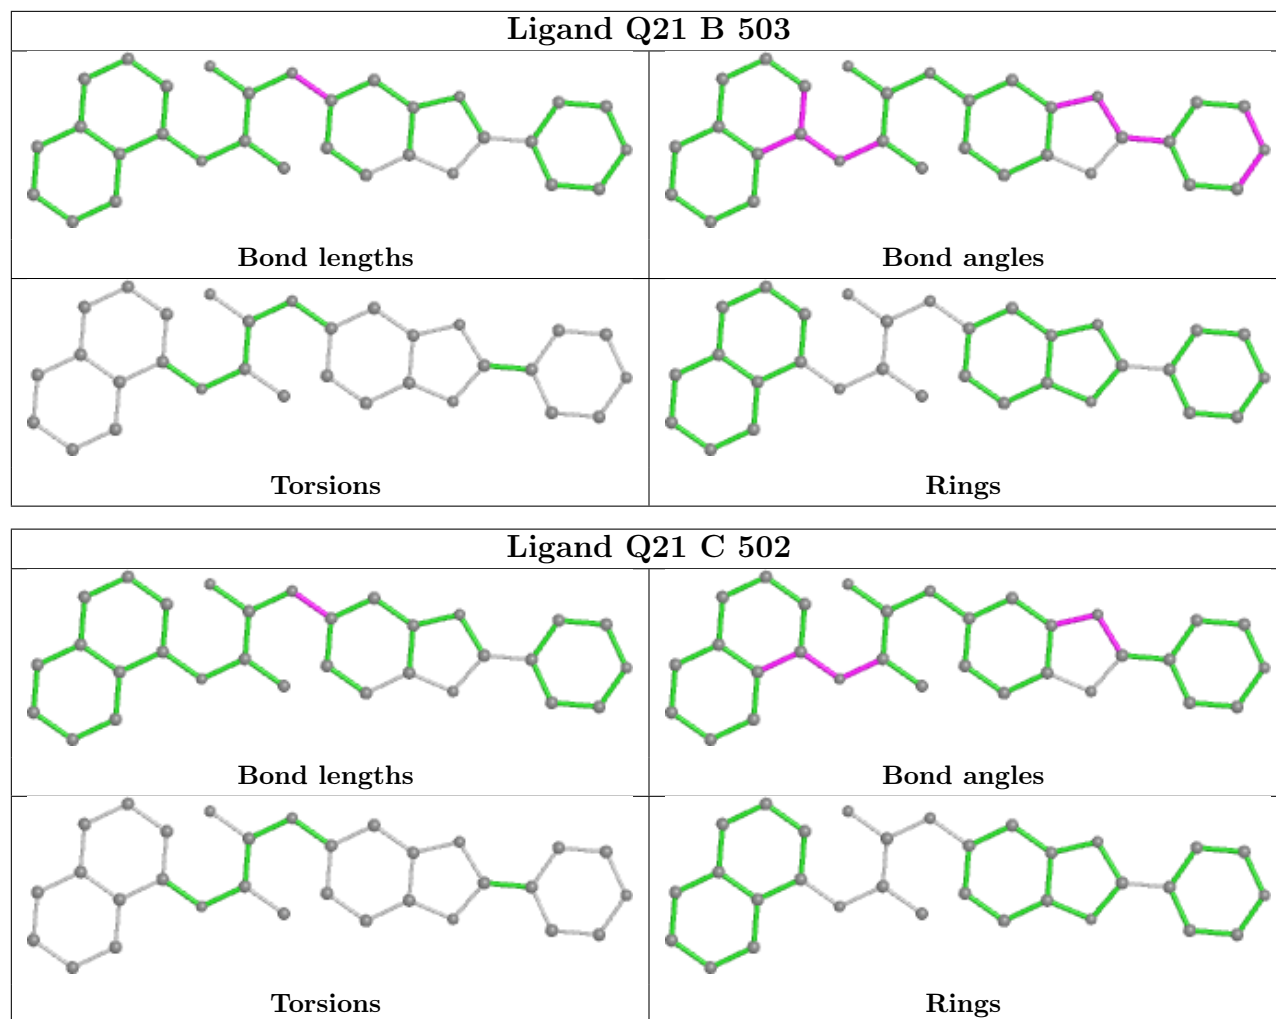 Ligand Q21 B 503
Bond lengths
Bond angles
Torsions
Rings
Ligand Q21 C 502
Bond lengths
Bond angles
Torsions
Rings